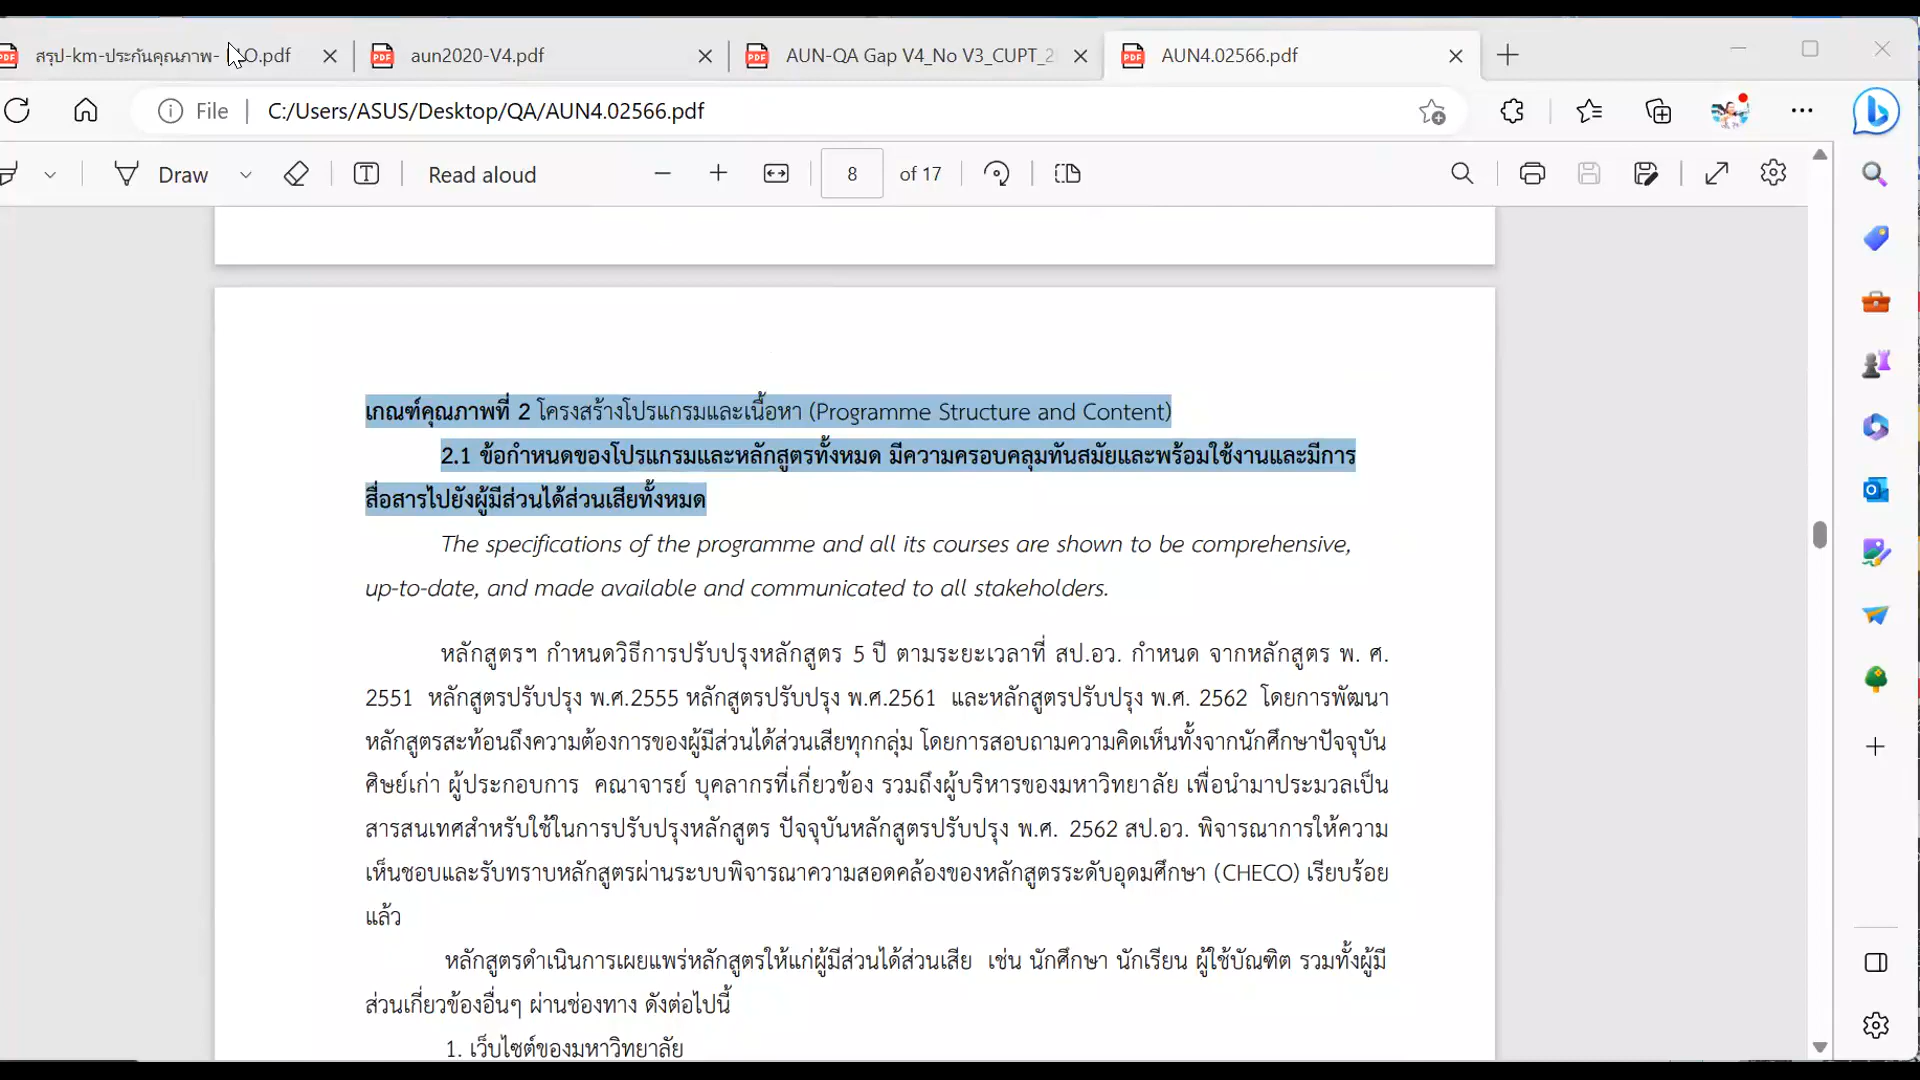 สรุป-km-ประกันคุณภาพ- LO.pdf
aun2020-V4.pdf
AUN-QA Gap V4_No V3_CUPT_2
AUN4.02566.pdf
File C:/Users/ASUS/Desktop/QA/AUN4.02566.pdf
Draw Read aloud 8 of 17
เกณฑ์คุณภาพที่ 2 โครงสร้างโปรแกรมและเนื้อหา (Programme Structure and Content)
2.1 ข้อกำหนดของโปรแกรมและหลักสูตรทั้งหมด มีความครอบคลุมทันสมัยและพร้อมใช้งานและมีการ
สื่อสารไปยังผู้มีส่วนได้ส่วนเสียทั้งหมด
The specifications of the programme and all its courses are shown to be comprehensive,
up-to-date, and made available and communicated to all stakeholders.
หลักสูตรฯ กำหนดวิธีการปรับปรุงหลักสูตร 5 ปี ตามระยะเวลาที่ สป.อว. กำหนด จากหลักสูตร พ. ศ.
2551 หลักสูตรปรับปรุง พ.ศ.2555 หลักสูตรปรับปรุง พ.ศ.2561 และหลักสูตรปรับปรุง พ.ศ. 2562 โดยการพัฒนา
หลักสูตรสะท้อนถึงความต้องการของผู้มีส่วนได้ส่วนเสียทุกกลุ่ม โดยการสอบถามความคิดเห็นทั้งจากนักศึกษาปัจจุบัน
ศิษย์เก่า ผู้ประกอบการ คณาจารย์ บุคลากรที่เกี่ยวข้อง รวมถึงผู้บริหารของมหาวิทยาลัย เพื่อนำมาประมวลเป็น
สารสนเทศสำหรับใช้ในการปรับปรุงหลักสูตร ปัจจุบันหลักสูตรปรับปรุง พ.ศ. 2562 สป.อว. พิจารณาการให้ความ
เห็นชอบและรับทราบหลักสูตรผ่านระบบพิจารณาความสอดคล้องของหลักสูตรระดับอุดมศึกษา (CHECO) เรียบร้อย
แล้ว
หลักสูตรดำเนินการเผยแพร่หลักสูตรให้แก่ผู้มีส่วนได้ส่วนเสีย เช่น นักศึกษา นักเรียน ผู้ใช้บัณฑิต รวมทั้งผู้มี
ส่วนเกี่ยวข้องอื่นๆ ผ่านช่องทาง ดังต่อไปนี้
1. เว็บไซต์ของมหาวิทยาลัย